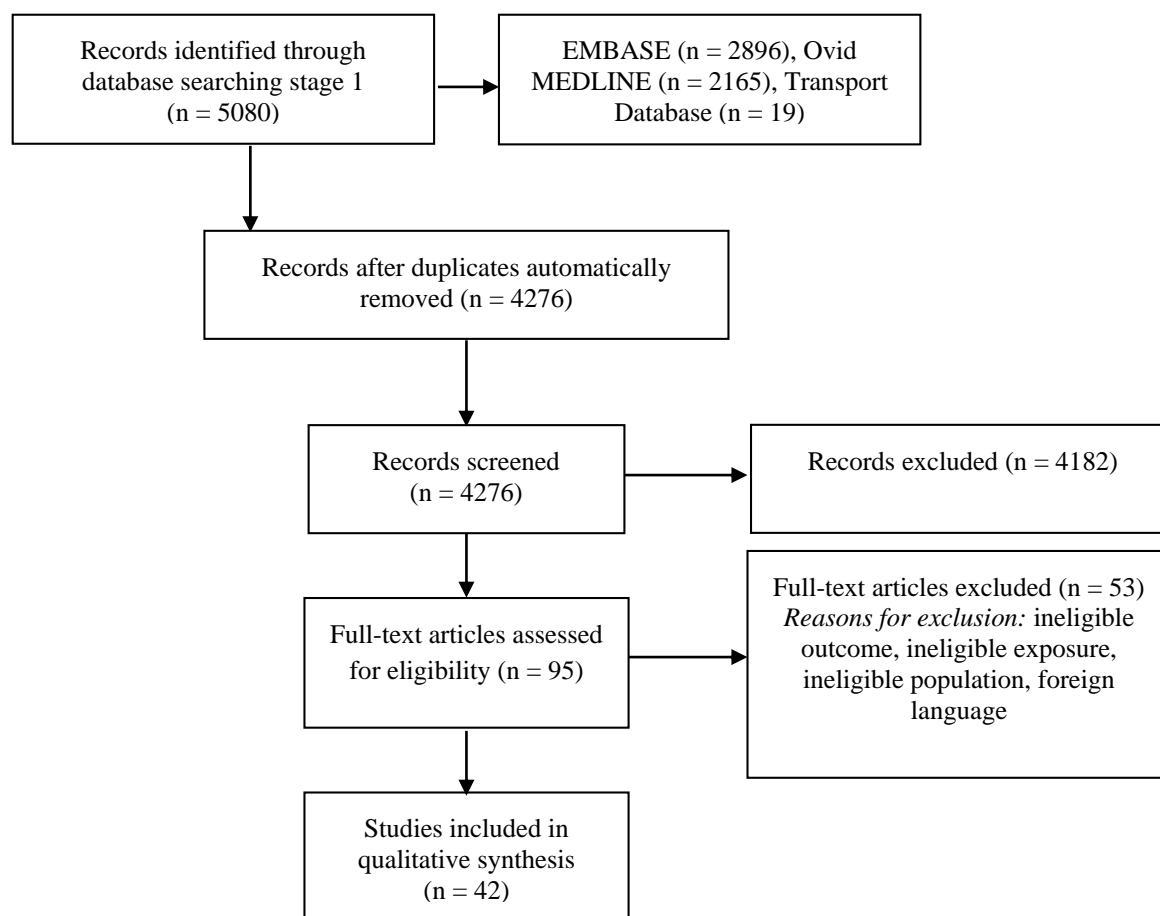 Records identified through
database searching stage 1
(n = 5080)
EMBASE (n = 2896), Ovid
MEDLINE (n = 2165), Transport
Database (n = 19)
Records after duplicates automatically
removed (n = 4276)
Records screened
(n = 4276)
Records excluded (n = 4182)
Full-text articles assessed
for eligibility (n = 95)
Full-text articles excluded (n = 53)
Reasons for exclusion: ineligible
outcome, ineligible exposure,
ineligible population, foreign
language
Studies included in
qualitative synthesis
(n = 42)